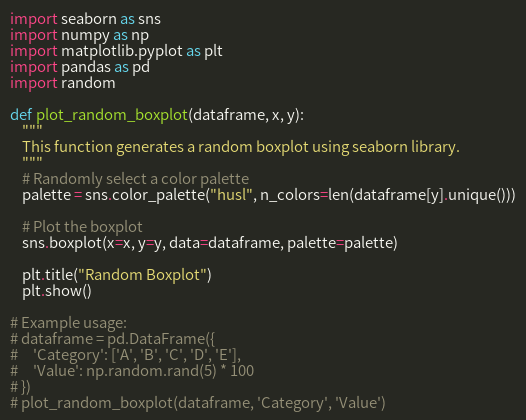 import seaborn as sns
import numpy as np
import matplotlib.pyplot as plt
import pandas as pd
import random

def plot_random_boxplot(dataframe, x, y):
    """
    This function generates a random boxplot using seaborn library.
    """
    # Randomly select a color palette
    palette = sns.color_palette("husl", n_colors=len(dataframe[y].unique()))

    # Plot the boxplot
    sns.boxplot(x=x, y=y, data=dataframe, palette=palette)

    plt.title("Random Boxplot")
    plt.show()

# Example usage:
# dataframe = pd.DataFrame({
#     'Category': ['A', 'B', 'C', 'D', 'E'],
#     'Value': np.random.rand(5) * 100
# })
# plot_random_boxplot(dataframe, 'Category', 'Value')